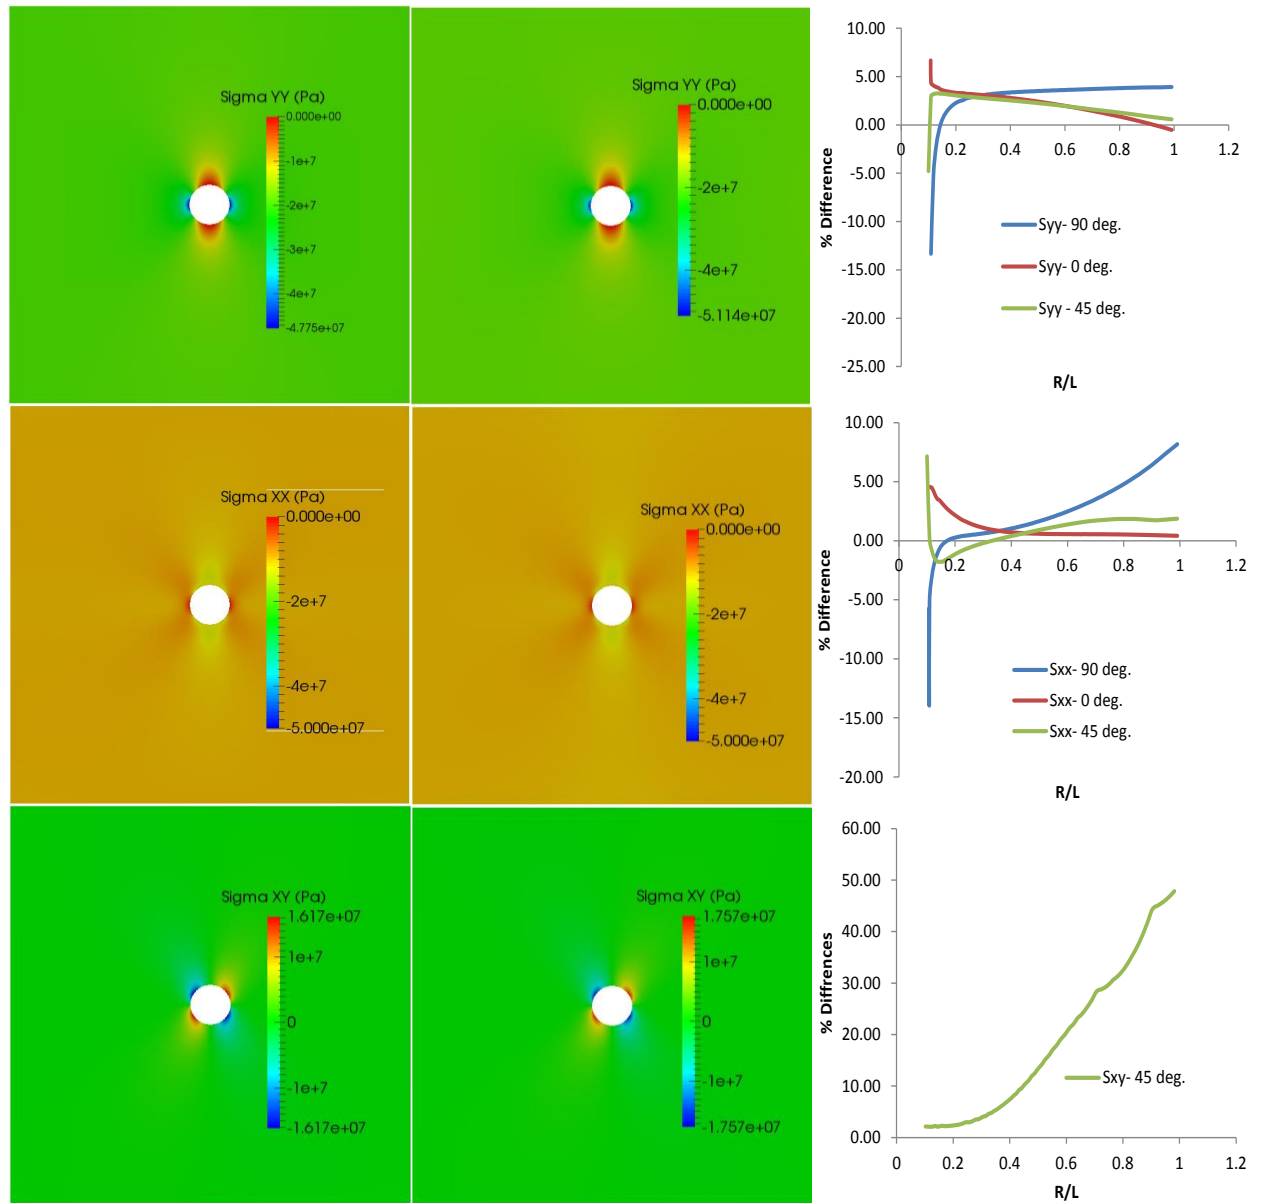 Sigma YY (Pa)
0.000e+00
-1e+7
-2e+7
-3e+7
-4e+7
-4.775e+07
Sigma YY (Pa)
0.000e+00
-2e+7
-4e+7
-5.114e+07
10.00
5.00
0.00
-5.00
-10.00
-15.00
-20.00
-25.00
0
0.2
0.4
0.6
0.8
1
1.2
% Difference
Syy- 90 deg.
Syy- 0 deg.
Syy - 45 deg.
R/L
Sigma XX (Pa)
0.000e+00
-2e+7
-4e+7
-5.000e+07
Sigma XX (Pa)
0.000e+00
-2e+7
-4e+7
-5.000e+07
10.00
5.00
0.00
-5.00
-10.00
-15.00
-20.00
0
0.2
0.4
0.6
0.8
1
1.2
% Difference
Sxx- 90 deg.
Sxx- 0 deg.
Sxx- 45 deg.
R/L
Sigma XY (Pa)
1.617e+07
1e+7
0
-1e+7
-1.617e+07
Sigma XY (Pa)
1.757e+07
1e+7
0
-1e+7
-1.757e+07
60.00
50.00
40.00
30.00
20.00
10.00
0.00
0
0.2
0.4
0.6
0.8
1
1.2
% Diffrences
Sxy- 45 deg.
R/L